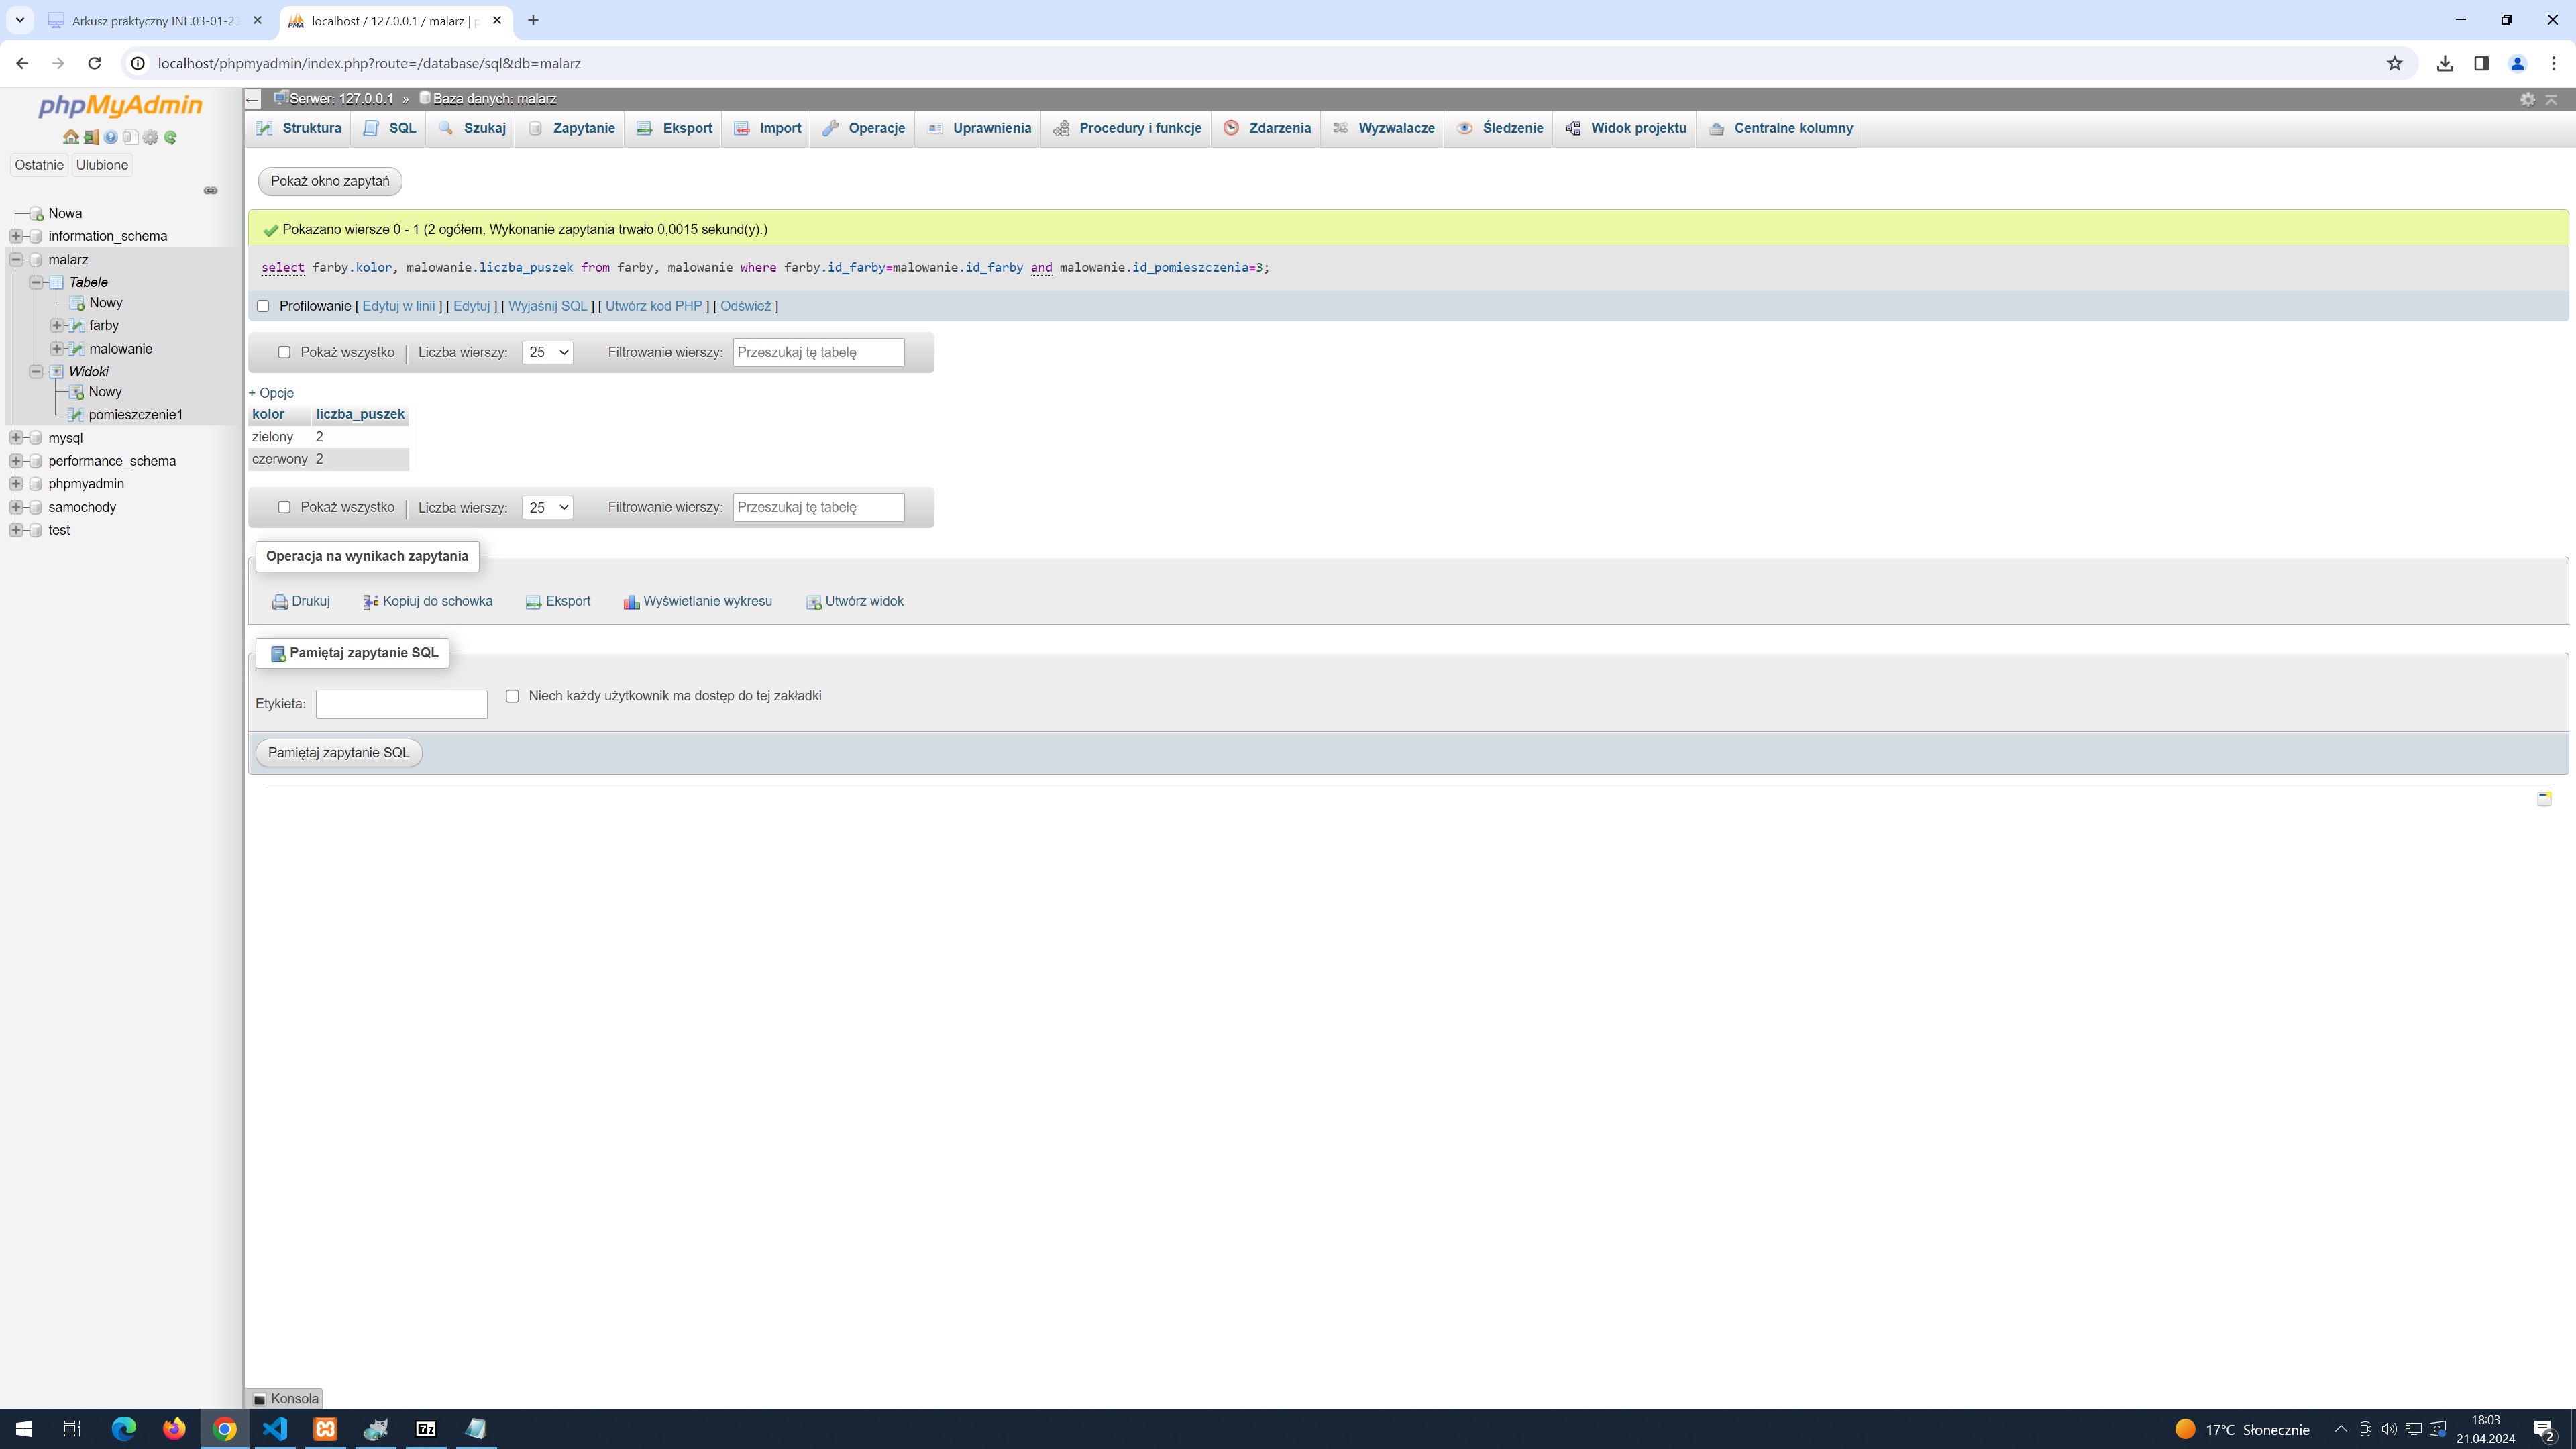 Arkusz praktyczny INF.03-01-23
localhost / 127.0.0.1 / malarz | p
localhost/phpmyadmin/index.php?route=/database/sql&db=malarz
phpMyAdmin
Ostatnie Ulubione
Nowa
information_schema
malarz
Tabele
Nowy
farby
malowanie
Widoki
Nowy
pomieszczenie1
mysql
performance_schema
phpmyadmin
samochody
test
Serwer: 127.0.0.1 » Baza danych: malarz
Struktura SQL Szukaj Zapytanie Eksport Import Operacje Uprawnienia Procedury i funkcje Zdarzenia Wyzwalacze Śledzenie Widok projektu Centralne kolumny
Pokaż okno zapytań
Pokazano wiersze 0 - 1 (2 ogółem, Wykonanie zapytania trwało 0,0015 sekund(y).)
select farby.kolor, malowanie.liczba_puszek from farby, malowanie where farby.id_farby=malowanie.id_farby and malowanie.id_pomieszczenia=3;
Profilowanie [ Edytuj w linii ] [ Edytuj ] [ Wyjaśnij SQL ] [ Utwórz kod PHP ] [ Odśwież ]
Pokaż wszystko | Liczba wierszy: 25 Filtrowanie wierszy: Przeszukaj tę tabelę
+ Opcje
kolor liczba_puszek
zielony 2
czerwony 2
Pokaż wszystko | Liczba wierszy: 25 Filtrowanie wierszy: Przeszukaj tę tabelę
Operacja na wynikach zapytania
Drukuj Kopiuj do schowka Eksport Wyświetlanie wykresu Utwórz widok
Pamiętaj zapytanie SQL
Etykieta: Niech każdy użytkownik ma dostęp do tej zakładki
Pamiętaj zapytanie SQL
Konsola
17°C Słonecznie
18:03
21.04.2024
2